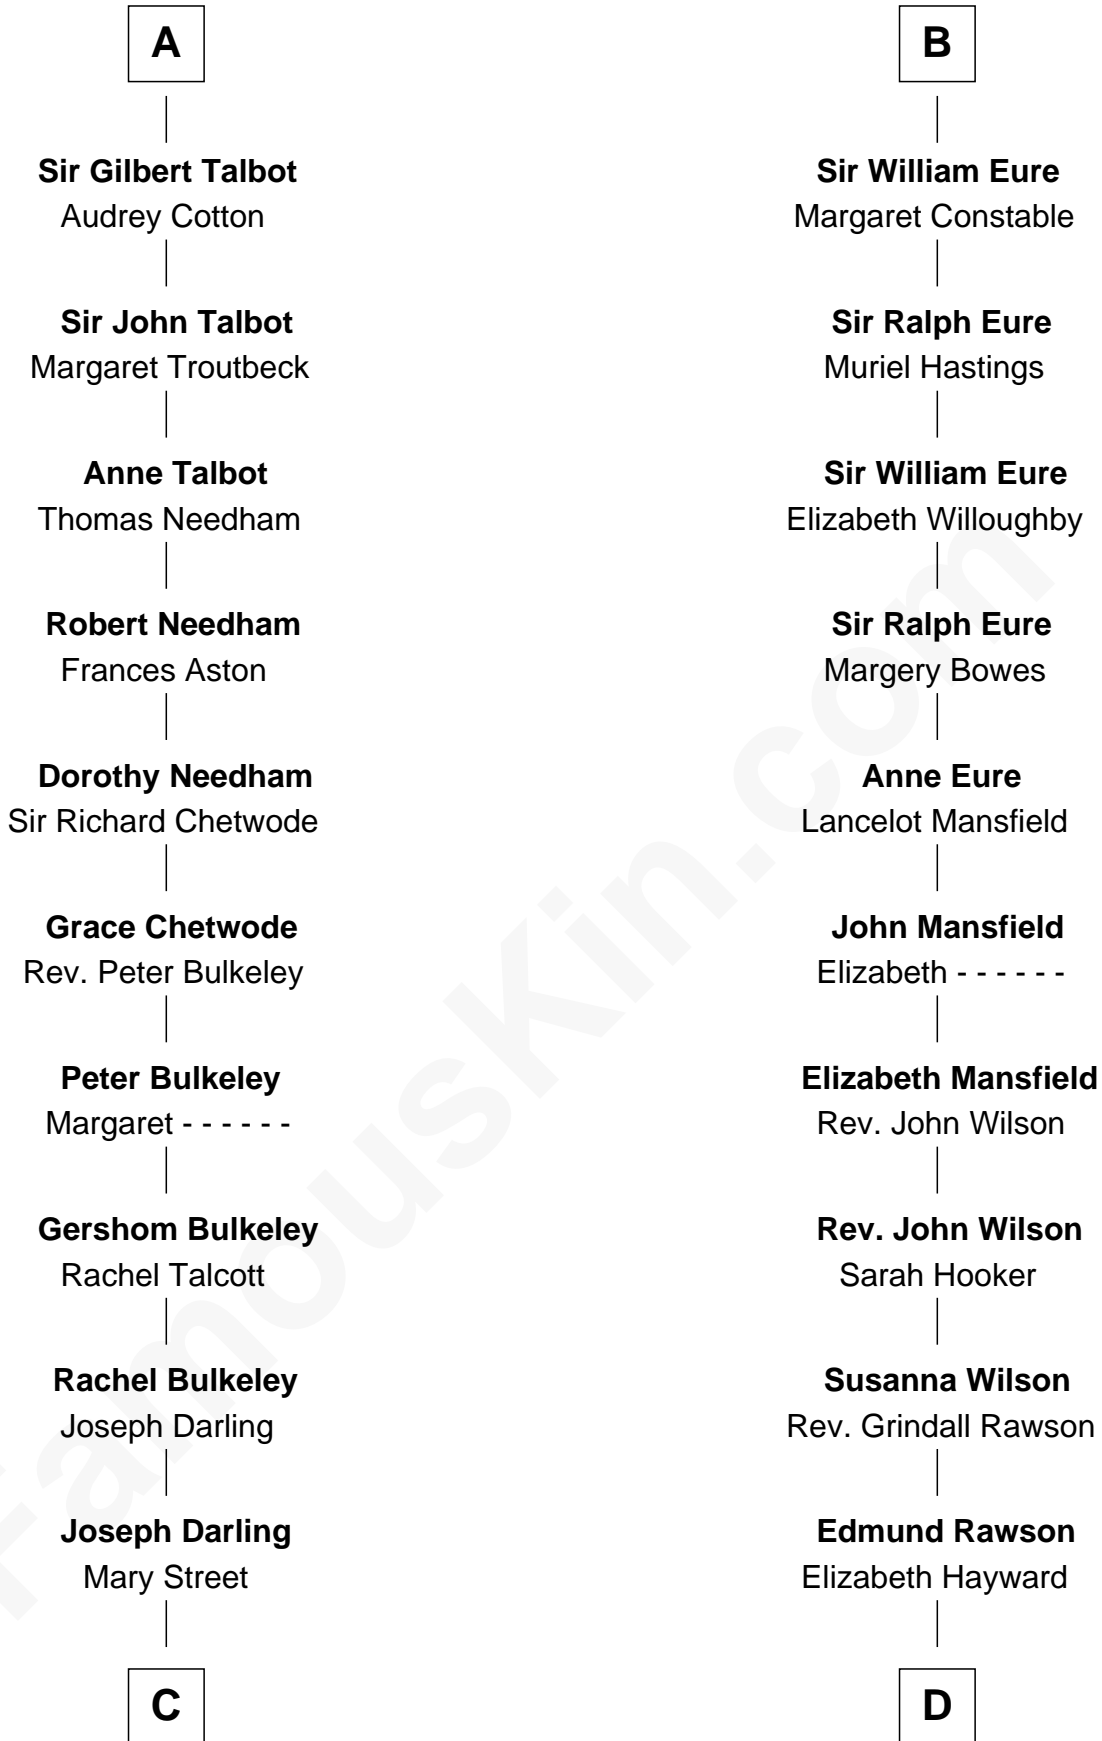 A
Sir Gilbert Talbot
Audrey Cotton
Sir John Talbot
Margaret Troutbeck
Anne Talbot
Thomas Needham
Robert Needham
Frances Aston
Dorothy Needham
Sir Richard Chetwode
Grace Chetwode
Rev. Peter Bulkeley
Peter Bulkeley
Margaret - - - - - -
Gershom Bulkeley
Rachel Talcott
Rachel Bulkeley
Joseph Darling
Joseph Darling
Mary Street
C
B
Sir William Eure
Margaret Constable
Sir Ralph Eure
Muriel Hastings
Sir William Eure
Elizabeth Willoughby
Sir Ralph Eure
Margery Bowes
Anne Eure
Lancelot Mansfield
John Mansfield
Elizabeth - - - - - -
Elizabeth Mansfield
Rev. John Wilson
Rev. John Wilson
Sarah Hooker
Susanna Wilson
Rev. Grindall Rawson
Edmund Rawson
Elizabeth Hayward
D
FamousKin.com